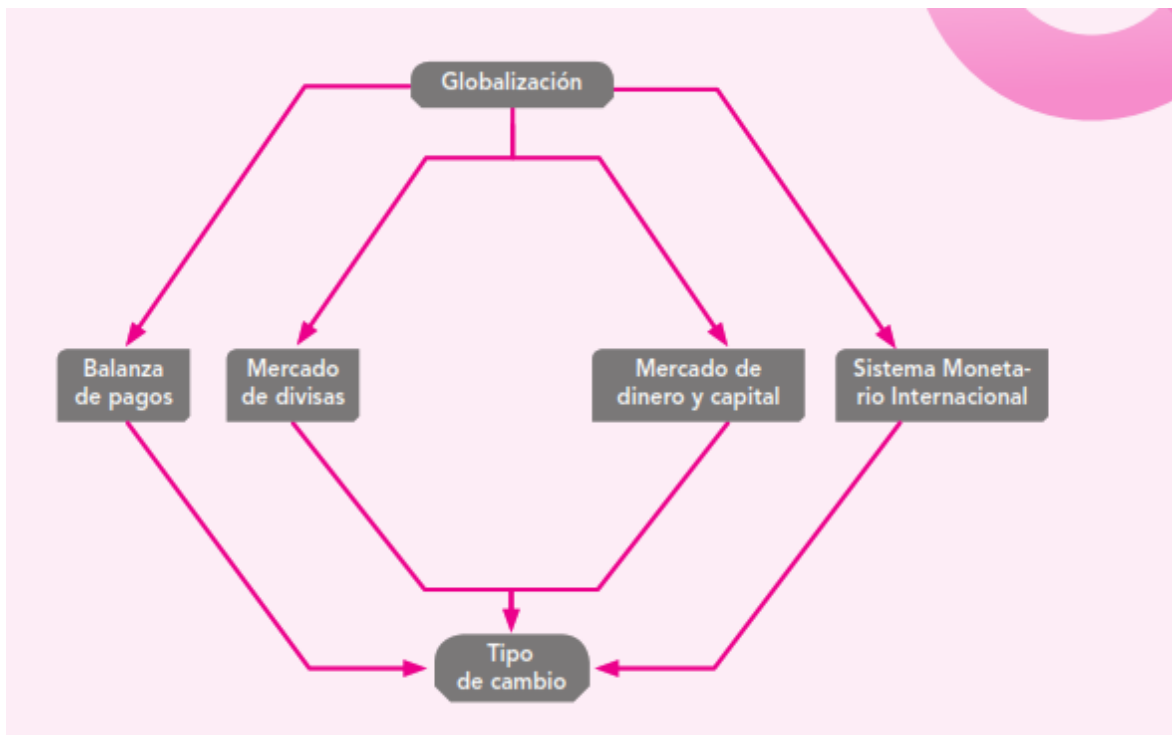 Globalización
Balanza
de pagos
Mercado
de divisas
Mercado de
dinero y capital
Sistema Moneta-
rio Internacional
Tipo
de cambio